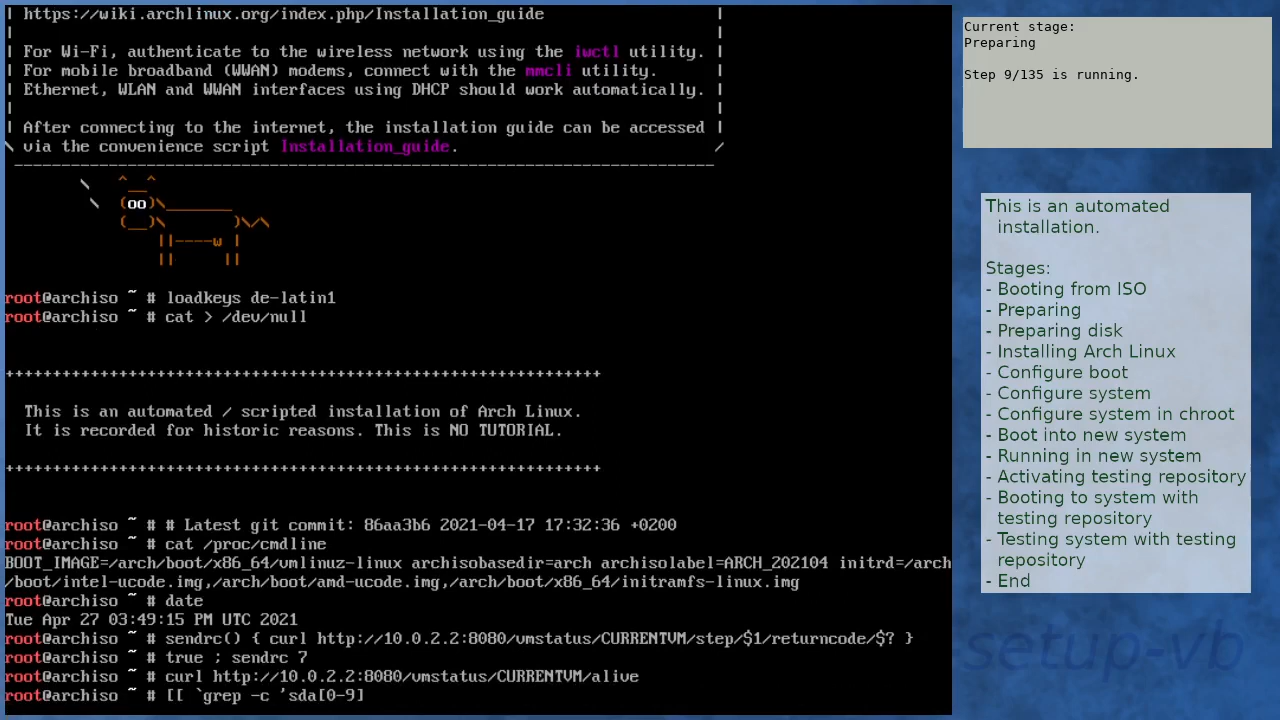 | https://wiki.archlinux.org/index.php/Installation_guide |
| |
| For Wi-Fi, authenticate to the wireless network using the iwctl utility. |
| For mobile broadband (WWAN) modems, connect with the mmcli utility. |
| Ethernet, WLAN and WWAN interfaces using DHCP should work automatically. |
| |
| After connecting to the internet, the installation guide can be accessed |
\ via the convenience script Installation_guide. /
---------------------------------------------------------------------------
\ ^__^
\ (oo)\_______
(__)\ )\/\
||----w |
|| ||
root@archiso ~ # loadkeys de-latin1
root@archiso ~ # cat > /dev/null
+++++++++++++++++++++++++++++++++++++++++++++++++++++++++++++++
This is an automated / scripted installation of Arch Linux.
It is recorded for historic reasons. This is NO TUTORIAL.
+++++++++++++++++++++++++++++++++++++++++++++++++++++++++++++++
root@archiso ~ # # Latest git commit: 86aa3b6 2021-04-17 17:32:36 +0200
root@archiso ~ # cat /proc/cmdline
BOOT_IMAGE=/arch/boot/x86_64/vmlinuz-linux archisobasedir=arch archisolabel=ARCH_202104 initrd=/arch
/boot/intel-ucode.img,/arch/boot/amd-ucode.img,/arch/boot/x86_64/initramfs-linux.img
root@archiso ~ # date
Tue Apr 27 03:49:15 PM UTC 2021
root@archiso ~ # sendrc() { curl http://10.0.2.2:8080/vmstatus/CURRENTVM/step/$1/returncode/$? }
root@archiso ~ # true ; sendrc 7
root@archiso ~ # curl http://10.0.2.2:8080/vmstatus/CURRENTVM/alive
root@archiso ~ # [[ `grep -c 'sda[0-9]
Current stage:
Preparing
Step 9/135 is running.
This is an automated
installation.
Stages:
- Booting from ISO
- Preparing
- Preparing disk
- Installing Arch Linux
- Configure boot
- Configure system
- Configure system in chroot
- Boot into new system
- Running in new system
- Activating testing repository
- Booting to system with
testing repository
- Testing system with testing
repository
- End
setup-vb